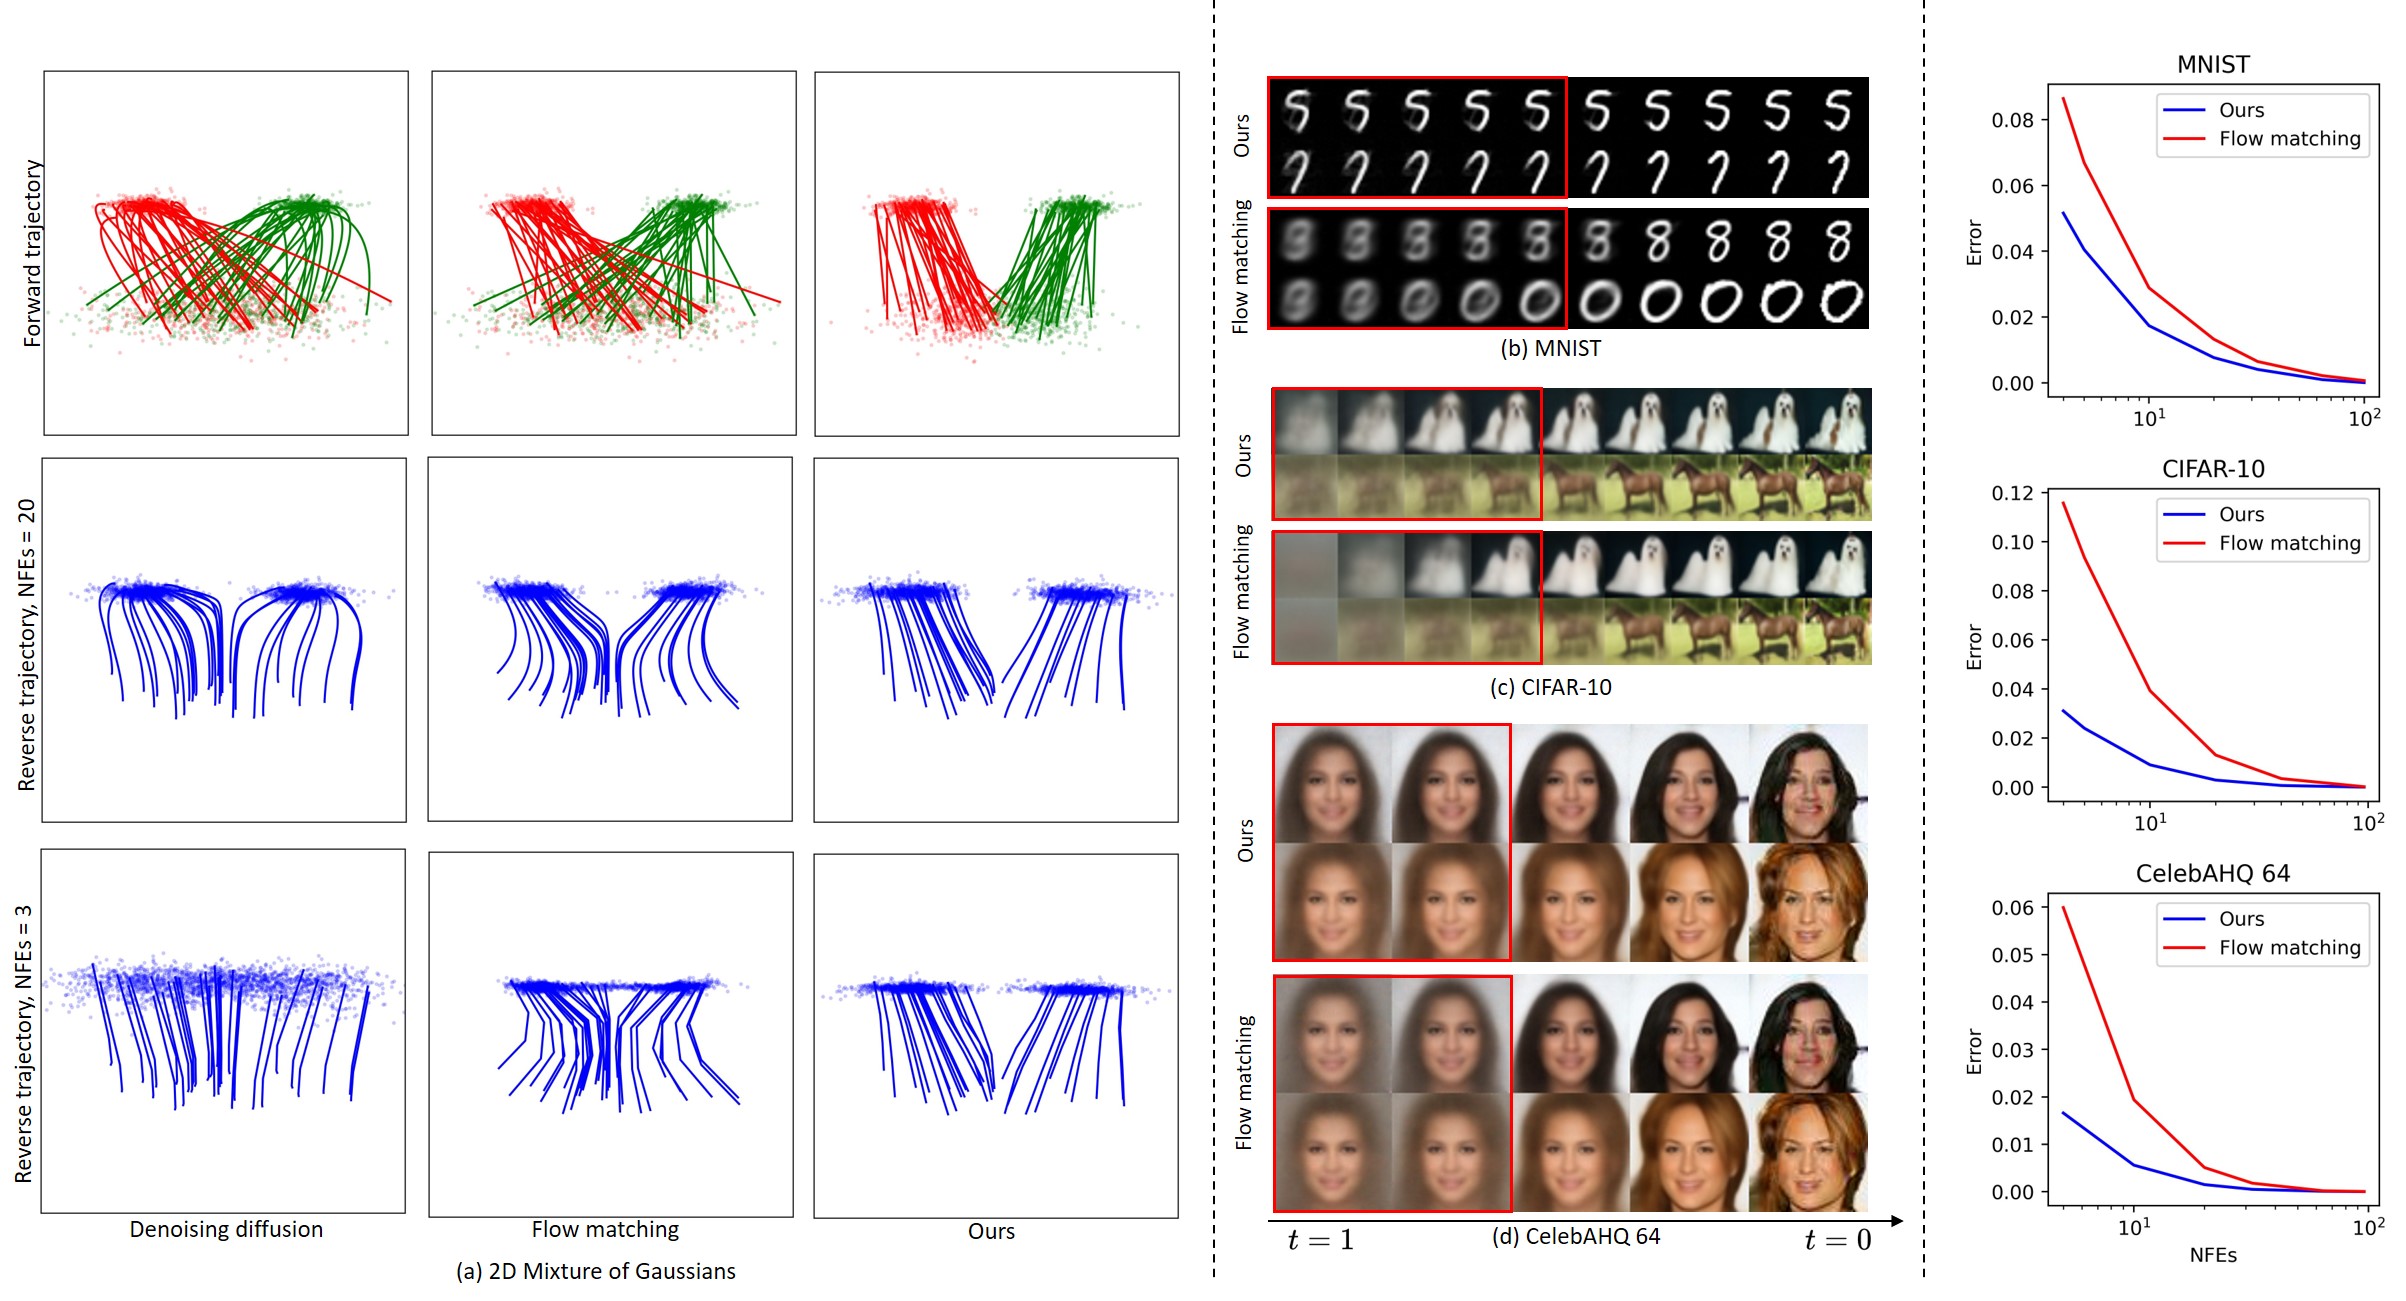 Forward trajectory
Reverse trajectory, NFEs = 20
Reverse trajectory, NFEs = 3
Denoising diffusion
Flow matching
Ours
(a) 2D Mixture of Gaussians
Ours
Flow matching
(b) MNIST
Ours
Flow matching
(c) CIFAR-10
Ours
Flow matching
t = 1
(d) CelebAHQ 64
t = 0
MNIST
Ours
Flow matching
Error
0.08
0.06
0.04
0.02
0.00
10¹
10²
CIFAR-10
Ours
Flow matching
Error
0.12
0.10
0.08
0.06
0.04
0.02
0.00
10¹
10²
CelebAHQ 64
Ours
Flow matching
Error
0.06
0.05
0.04
0.03
0.02
0.01
0.00
10¹
10²
NFEs